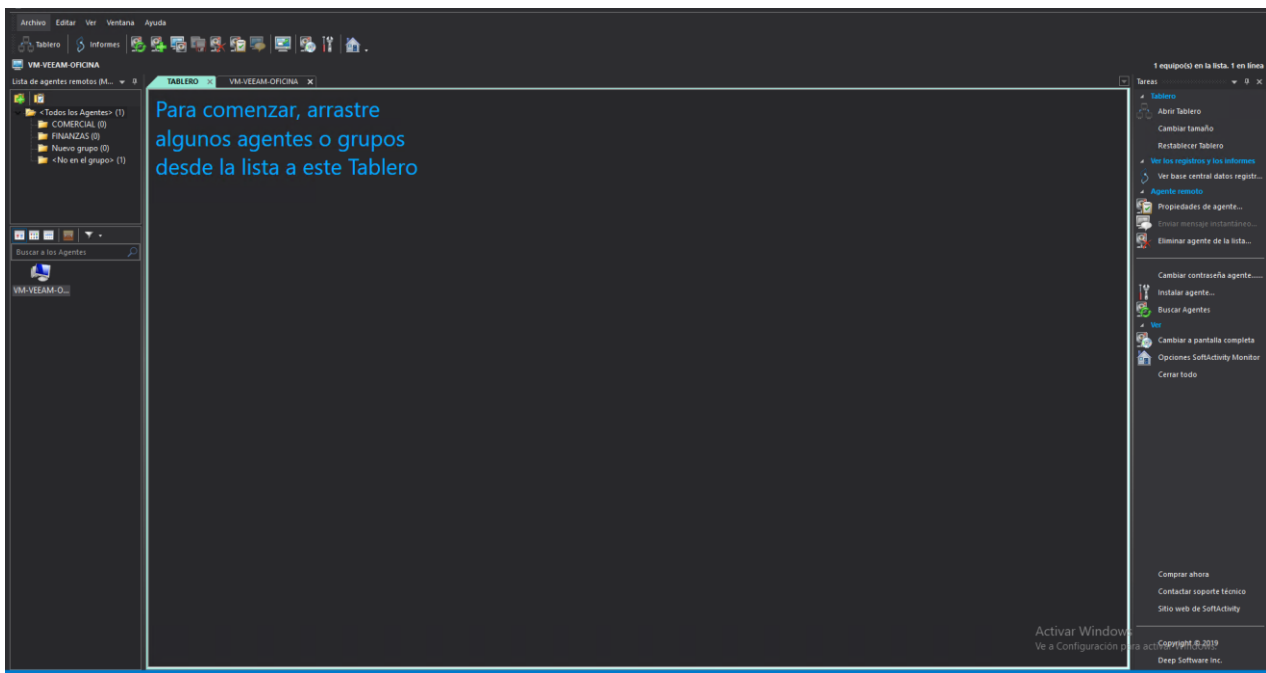 Archivo Editar Ver Ventana Ayuda
Tablero Informes
VM-VEEAM-OFICINA
1 equipo(s) en la lista. 1 en línea
Lista de agentes remotos (M...
TABLERO VM-VEEAM-OFICINA
Tareas
<Todos los Agentes> (1)
COMERCIAL (0)
FINANZAS (0)
Nuevo grupo (0)
<No en el grupo> (1)
Buscar a los Agentes
VM-VEEAM-O...
Para comenzar, arrastre
algunos agentes o grupos
desde la lista a este Tablero
Tablero
Abrir Tablero
Cambiar tamaño
Restablecer Tablero
Ver los registros y los informes
Ver base central datos registr...
Agente remoto
Propiedades de agente...
Enviar mensaje instantáneo...
Eliminar agente de la lista...
Cambiar contraseña agente......
Instalar agente...
Buscar Agentes
Ver
Cambiar a pantalla completa
Opciones SoftActivity Monitor
Cerrar todo
Comprar ahora
Contactar soporte técnico
Sitio web de SoftActivity
Activar Windows
Ve a Configuración para activar Windows.
Copyright © 2019
Deep Software Inc.